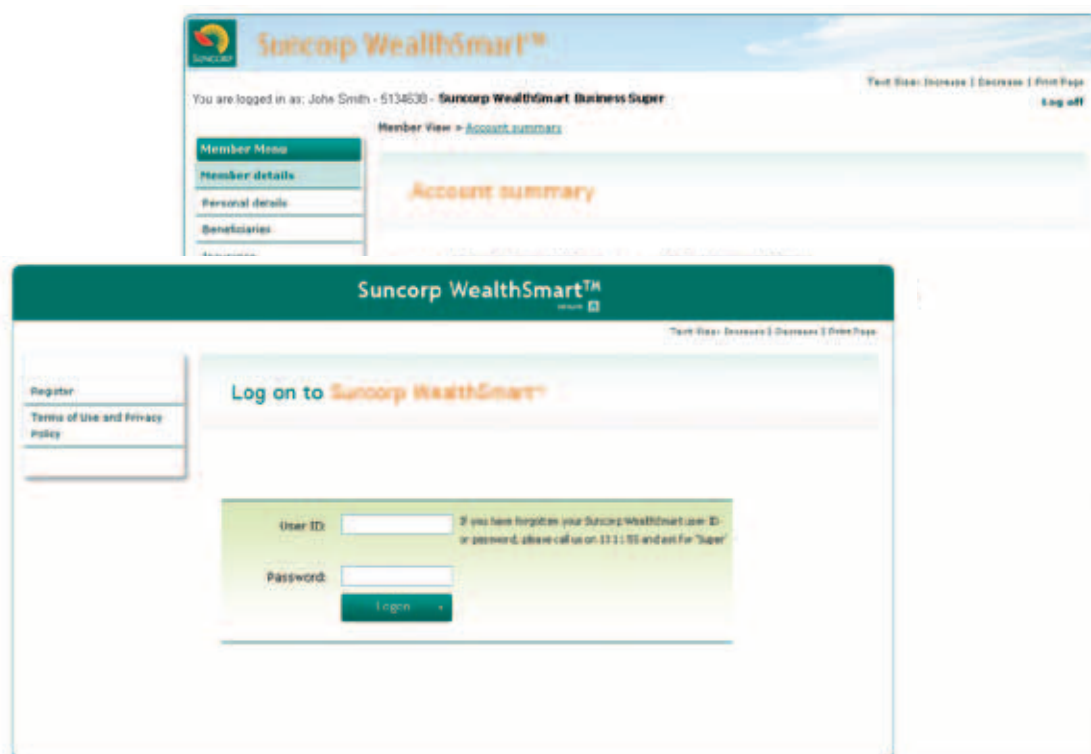 SUNCORP
Suncorp WealthSmart™
Text Size: Increase | Decrease | Print Page
You are logged in as: John Smith - 5134638 - Suncorp WealthSmart Business Super
Log off
Member View » Account summary
Member Menu
Member details
Account summary
Personal details
Beneficiaries
Suncorp WealthSmart™
Text Size: Increase | Decrease | Print Page
Register
Log on to Suncorp WealthSmart™
Terms of Use and Privacy
Policy
User ID:
If you have forgotten your Suncorp WealthSmart user ID
or password, please call us on 13 11 55 and ask for 'Super'
Password:
Logon